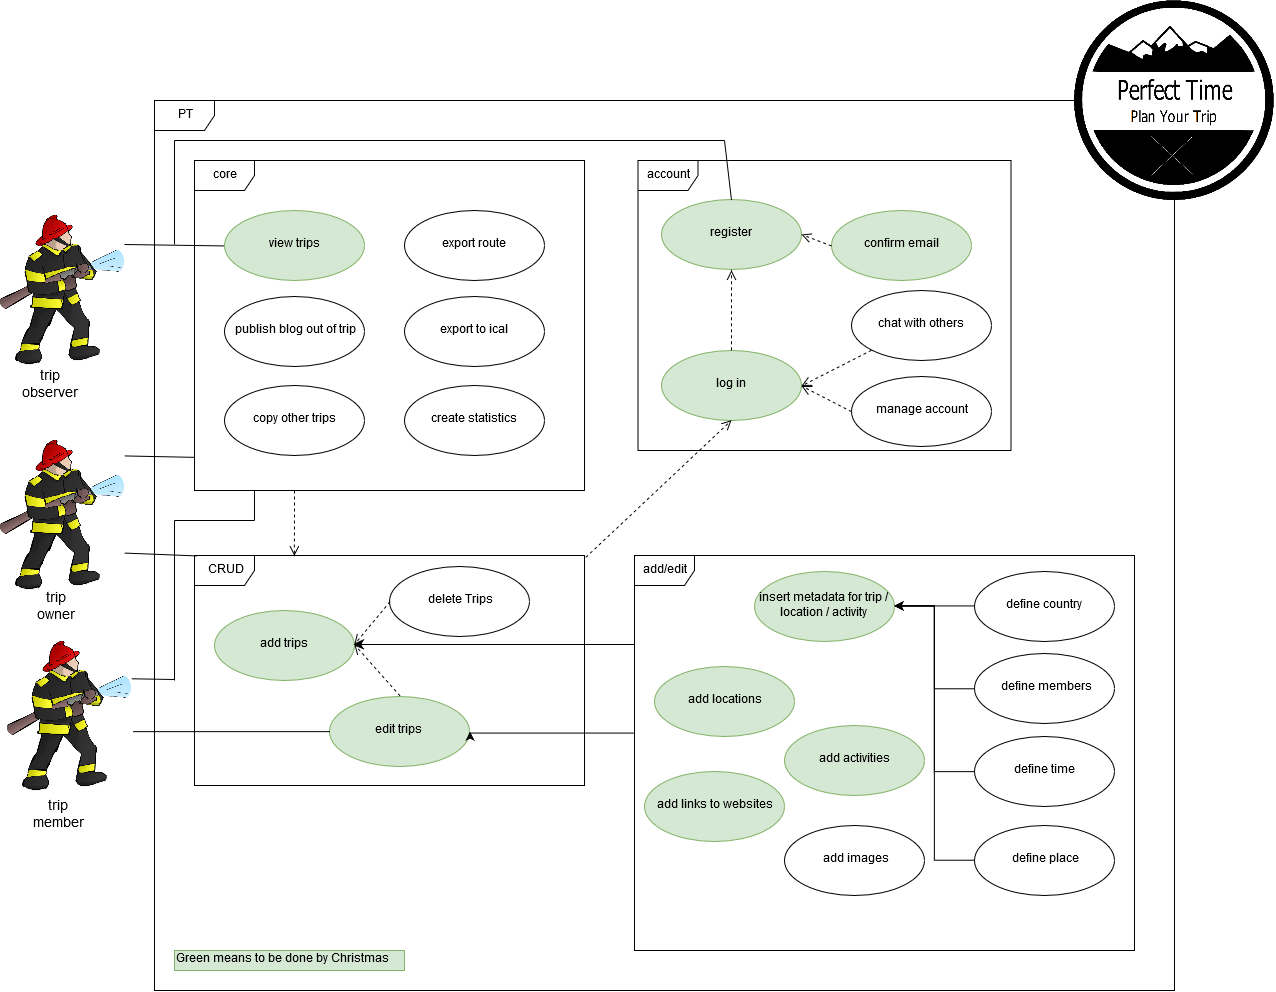 Perfect Time
Plan Your Trip
PT
core
account
view trips
export route
register
confirm email
publish blog out of trip
export to ical
chat with others
copy other trips
create statistics
log in
manage account
trip
observer
trip
owner
trip
member
CRUD
delete Trips
add trips
edit trips
add/edit
insert metadata for trip /
location / activity
define country
add locations
define members
add activities
define time
add links to websites
add images
define place
Green means to be done by Christmas